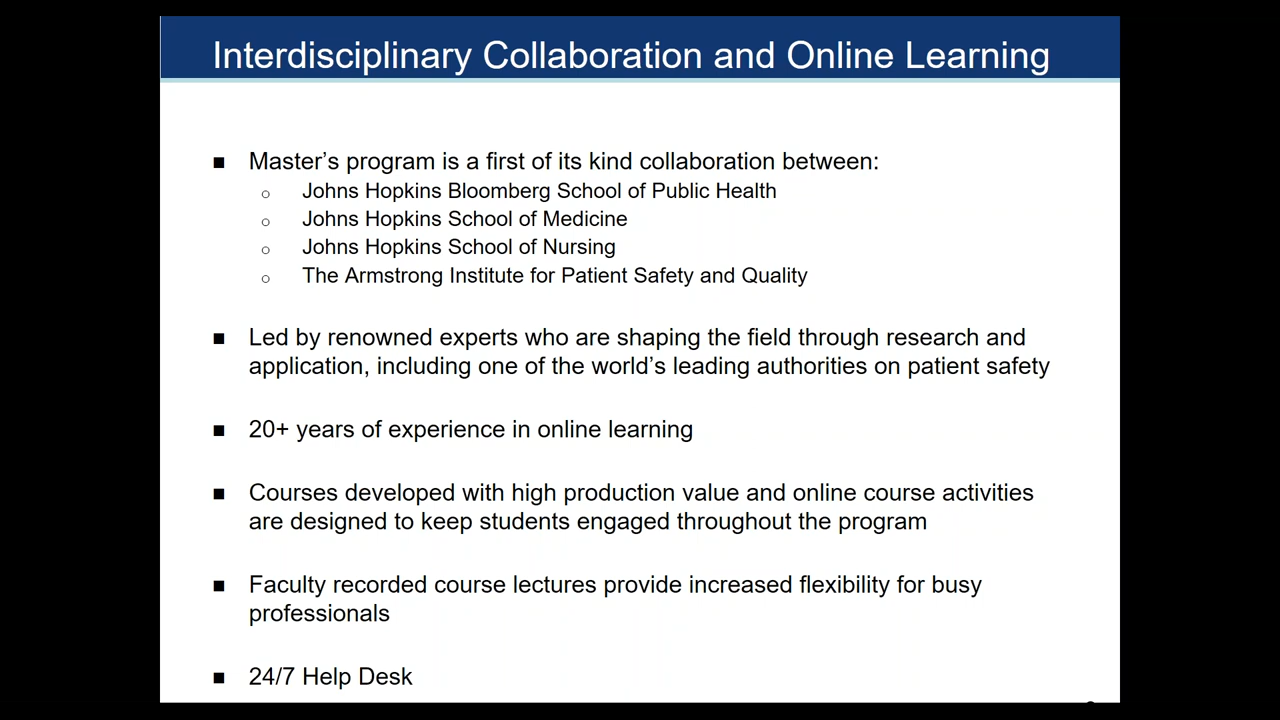 Interdisciplinary Collaboration and Online Learning
■ Master's program is a first of its kind collaboration between:
○ Johns Hopkins Bloomberg School of Public Health
○ Johns Hopkins School of Medicine
○ Johns Hopkins School of Nursing
○ The Armstrong Institute for Patient Safety and Quality
■ Led by renowned experts who are shaping the field through research and
application, including one of the world's leading authorities on patient safety
■ 20+ years of experience in online learning
■ Courses developed with high production value and online course activities
are designed to keep students engaged throughout the program
■ Faculty recorded course lectures provide increased flexibility for busy
professionals
■ 24/7 Help Desk